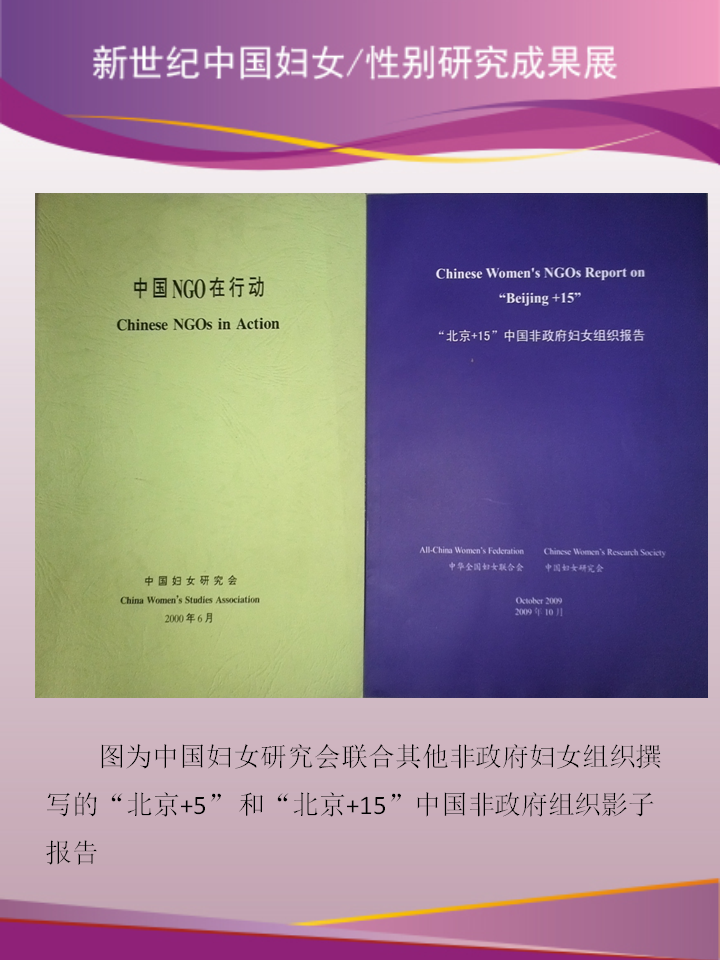 新世纪中国妇女/性别研究成果展
中国NGO在行动
Chinese NGOs in Action
中国妇女研究会
China Women's Studies Association
2000年6月
Chinese Women's NGOs Report on
“Beijing +15”
“北京+15”中国非政府妇女组织报告
All-China Women's Federation Chinese Women's Research Society
中华全国妇女联合会 中国妇女研究会
October 2009
2009年10月
图为中国妇女研究会联合其他非政府妇女组织撰
写的“北京+5”和“北京+15”中国非政府组织影子
报告